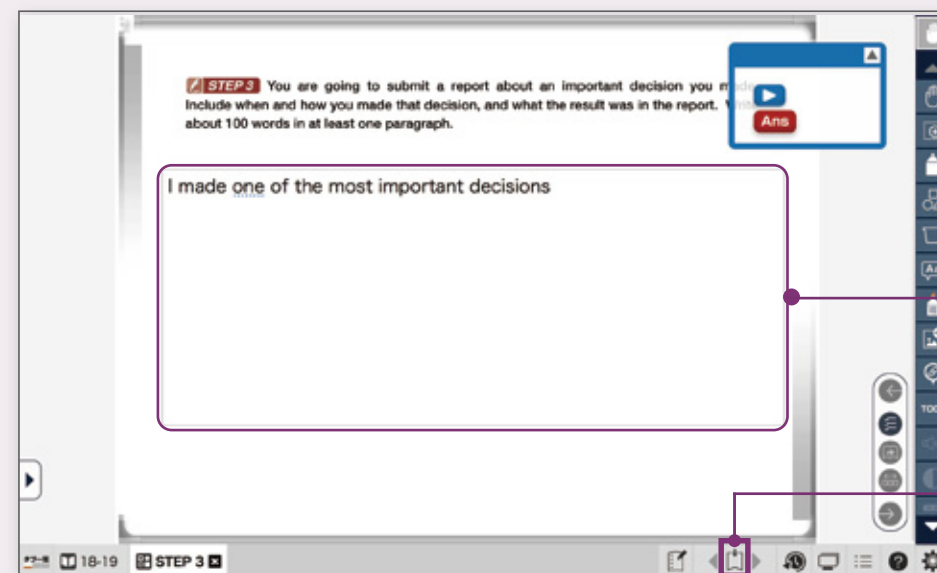 STEP 3 You are going to submit a report about an important decision you
Include when and how you made that decision, and what the result was in the report.
about 100 words in at least one paragraph.
Ans
I made one of the most important decisions
18-19
STEP 3